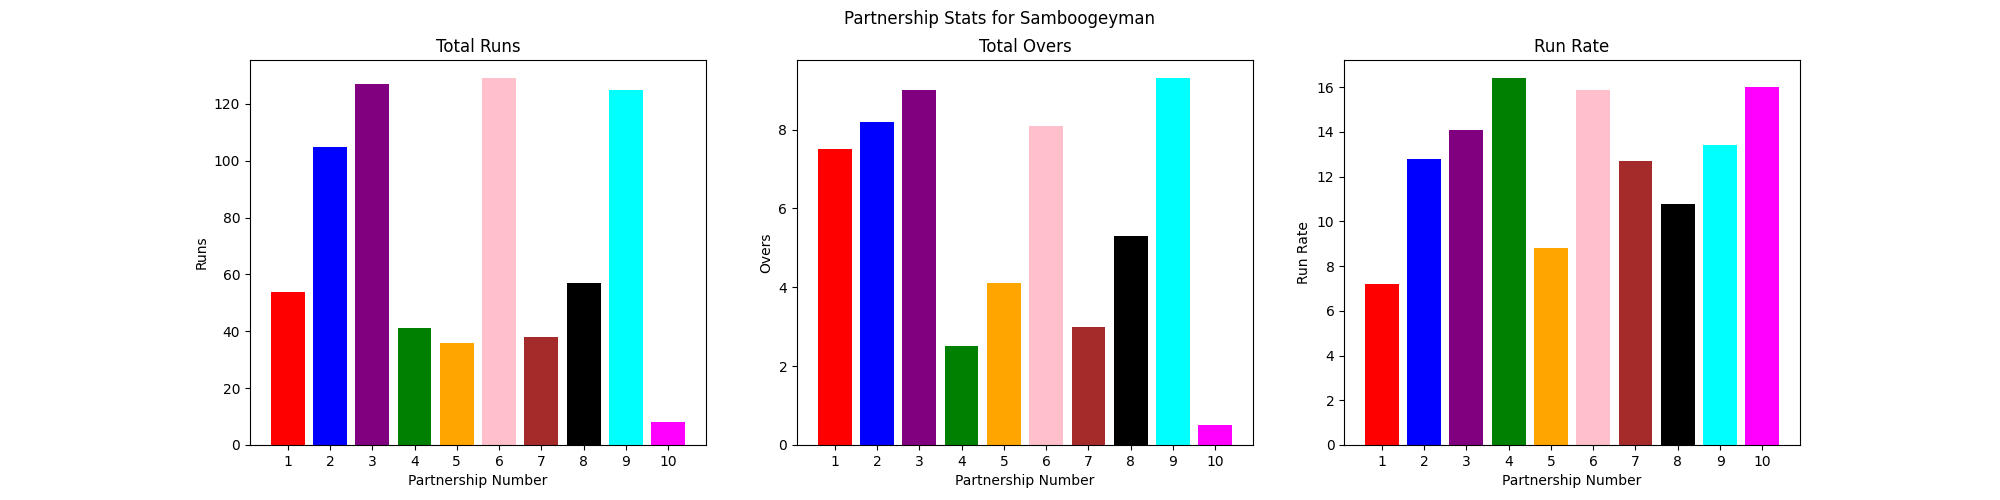 Partnership Stats for Samboogeyman
Total Runs
Runs
0
20
40
60
80
100
120
1 2 3 4 5 6 7 8 9 10
Partnership Number
Total Overs
Overs
0
2
4
6
8
1 2 3 4 5 6 7 8 9 10
Partnership Number
Run Rate
Run Rate
0
2
4
6
8
10
12
14
16
1 2 3 4 5 6 7 8 9 10
Partnership Number